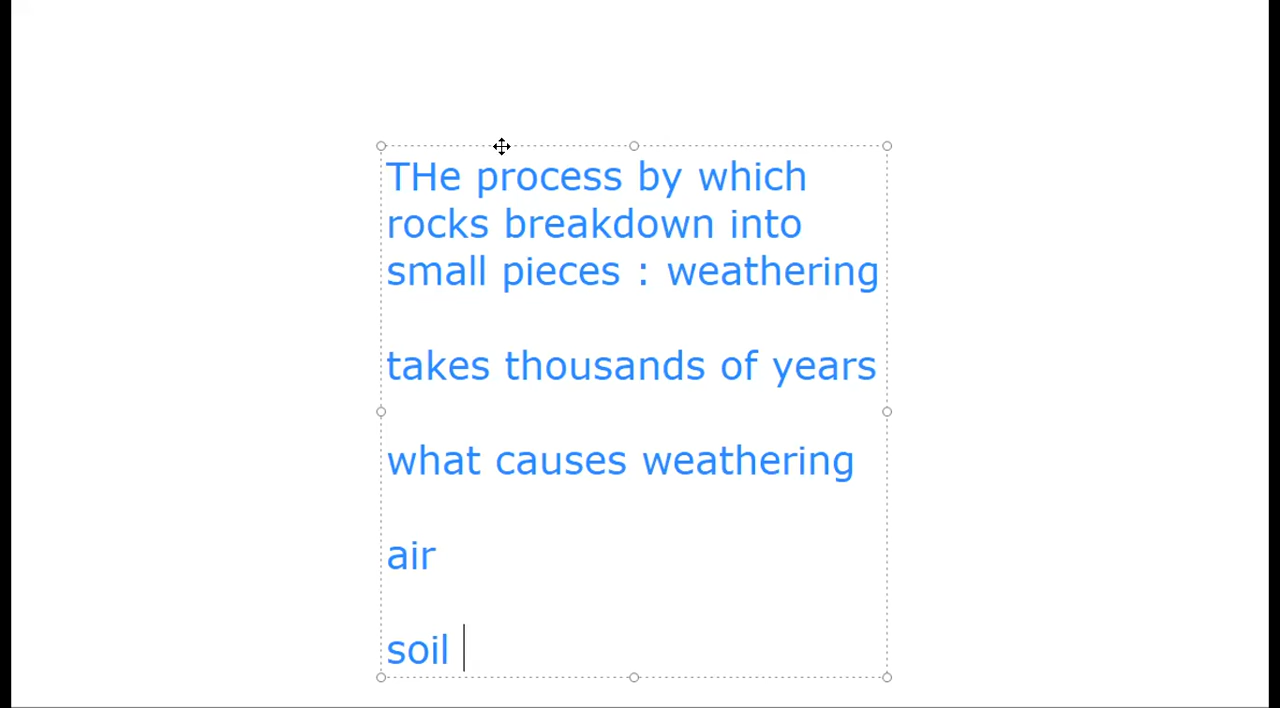 THe process by which
rocks breakdown into
small pieces : weathering
takes thousands of years
what causes weathering
air
soil